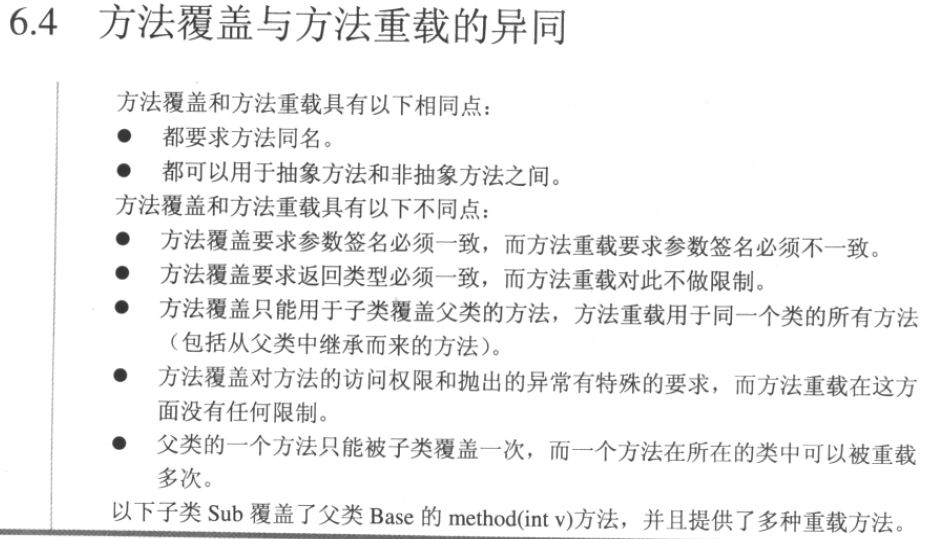 6.4 方法覆盖与方法重载的异同
方法覆盖和方法重载具有以下相同点：
● 都要求方法同名。
● 都可以用于抽象方法和非抽象方法之间。
方法覆盖和方法重载具有以下不同点：
● 方法覆盖要求参数签名必须一致，而方法重载要求参数签名必须不一致。
● 方法覆盖要求返回类型必须一致，而方法重载对此不做限制。
● 方法覆盖只能用于子类覆盖父类的方法，方法重载用于同一个类的所有方法
（包括从父类中继承而来的方法）。
● 方法覆盖对方法的访问权限和抛出的异常有特殊的要求，而方法重载在这方
面没有任何限制。
● 父类的一个方法只能被子类覆盖一次，而一个方法在所在的类中可以被重载
多次。
以下子类 Sub 覆盖了父类 Base 的 method(int v)方法，并且提供了多种重载方法。